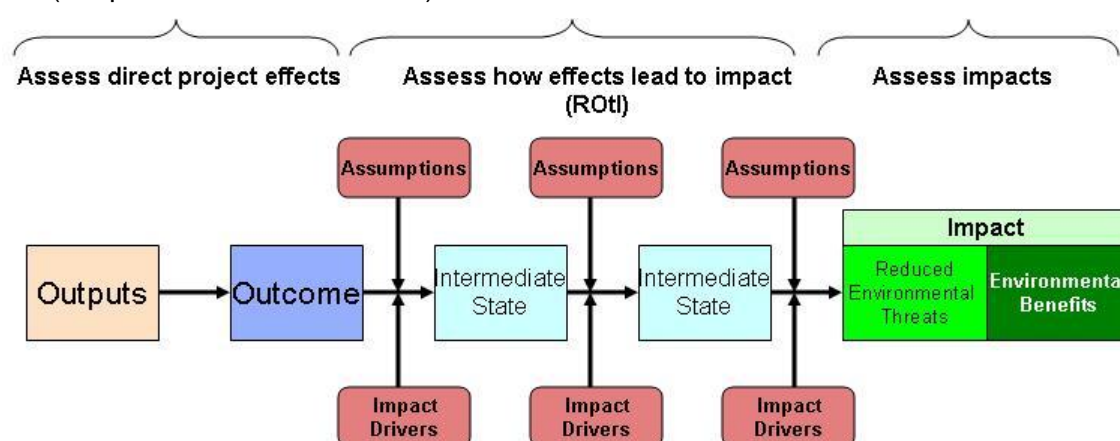 Assess direct project effects
Assess how effects lead to impact
(ROtI)
Assess impacts
Assumptions
Assumptions
Assumptions
Impact
Outputs
Outcome
Intermediate
State
Intermediate
State
Reduced
Environmental
Threats
Environmenta
Benefits
Impact
Drivers
Impact
Drivers
Impact
Drivers